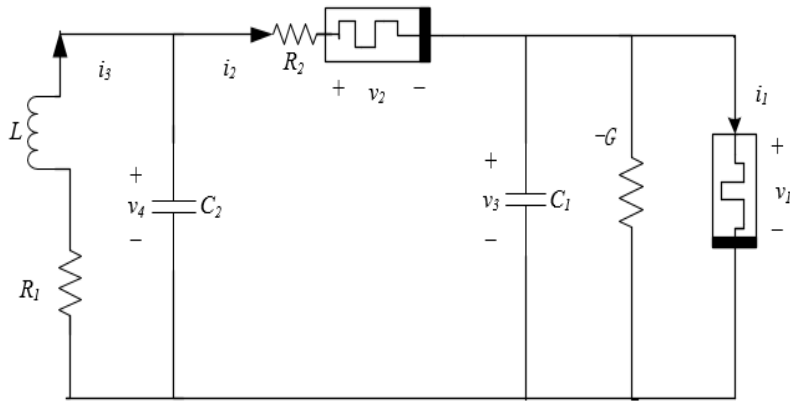 i3
i2
R2
+ v2 −
i1
L
−G
+
v4
−
C2
+
v3
−
C1
+
v1
−
R1